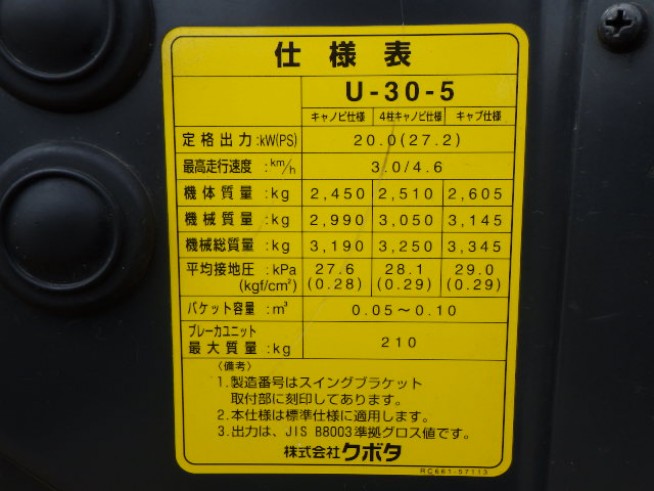 仕様表
U-30-5
キャノピ仕様 4柱キャノピ仕様 キャブ仕様
定格出力:kW(PS) 20.0(27.2)
最高走行速度:km/h 3.0/4.6
機体質量:kg 2,450 2,510 2,605
機械質量:kg 2,990 3,050 3,145
機械総質量:kg 3,190 3,250 3,345
平均接地圧:kPa 27.6 28.1 29.0
(kgf/cm²) (0.28) (0.29) (0.29)
バケット容量:m³ 0.05～0.10
ブレーカユニット
最大質量:kg 210
〈備考〉
1.製造番号はスイングブラケット
取付部に刻印してあります。
2.本仕様は標準仕様に適用します。
3.出力は、JIS B8003準拠グロス値です。
株式会社クボタ
RC681-57113